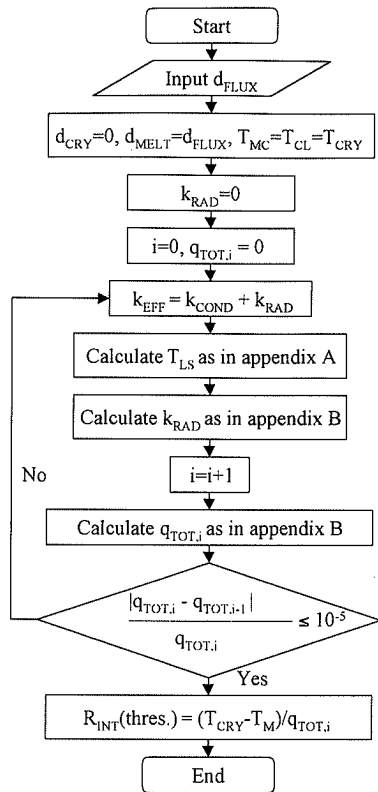 Start
Input d_FLUX
d_CRY=0, d_MELT=d_FLUX, T_MC=T_CL=T_CRY
k_RAD=0
i=0, q_TOT,i = 0
k_EFF = k_COND + k_RAD
Calculate T_LS as in appendix A
Calculate k_RAD as in appendix B
No
i=i+1
Calculate q_TOT,i as in appendix B
|q_TOT,i - q_TOT,i-1|
≤ 10^-5
q_TOT,i
Yes
R_INT(thres.) = (T_CRY-T_M)/q_TOT,i
End